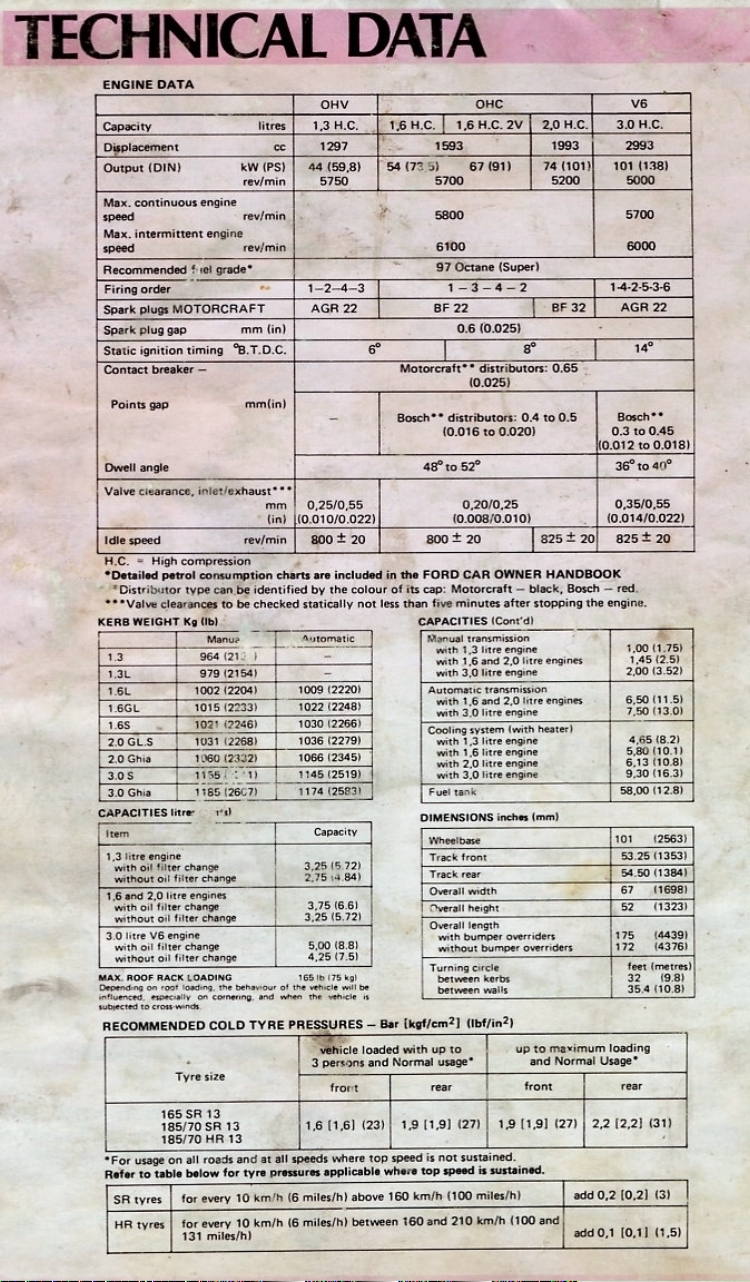 TECHNICAL DATA
ENGINE DATA
OHV OHC V6
Capacity litres 1,3 H.C. 1,6 H.C. 1,6 H.C. 2V 2,0 H.C. 3.0 H.C.
Displacement cc 1297 1593 1993 2993
Output (DIN) kW (PS) 44 (59,8) 54 (73,5) 67 (91) 74 (101) 101 (138)
rev/min 5750 5700 5200 5000
Max. continuous engine
speed rev/min 5800 5700
Max. intermittent engine
speed rev/min 6100 6000
Recommended fuel grade* 97 Octane (Super)
Firing order 1–2–4–3 1 – 3 – 4 – 2 1-4-2-5-3-6
Spark plugs MOTORCRAFT AGR 22 BF 22 BF 32 AGR 22
Spark plug gap mm (in) 0.6 (0.025)
Static ignition timing °B.T.D.C. 6° 8° 14°
Contact breaker – Motorcraft** distributors: 0.65
(0.025)
Points gap mm(in) – Bosch** distributors: 0.4 to 0.5 Bosch**
(0.016 to 0.020) 0.3 to 0.45
(0.012 to 0.018)
Dwell angle 48° to 52° 36° to 40°
Valve clearance, inlet/exhaust***
mm 0,25/0,55 0,20/0,25 0,35/0,55
(in) (0.010/0.022) (0.008/0.010) (0.014/0.022)
Idle speed rev/min 800 ± 20 800 ± 20 825 ± 20 825 ± 20
H.C. = High compression
*Detailed petrol consumption charts are included in the FORD CAR OWNER HANDBOOK
*Distributor type can be identified by the colour of its cap: Motorcraft – black, Bosch – red.
***Valve clearances to be checked statically not less than five minutes after stopping the engine.
KERB WEIGHT Kg (lb)
Manual Automatic
1.3 964 –
1.3L 979 (2154) –
1.6L 1002 (2204) 1009 (2220)
1.6GL 1015 (2233) 1022 (2248)
1.6S 1021 (2246) 1030 (2266)
2.0 GL.S 1031 (2268) 1036 (2279)
2.0 Ghia 1060 (2332) 1066 (2345)
3.0 S 1145 (2519)
3.0 Ghia 1185 (2607) 1174 (2583)
CAPACITIES litre
Item Capacity
1,3 litre engine
with oil filter change 3,25 (5.72)
without oil filter change 2,75 (4.84)
1,6 and 2,0 litre engines
with oil filter change 3,75 (6.6)
without oil filter change 3,25 (5.72)
3.0 litre V6 engine
with oil filter change 5,00 (8.8)
without oil filter change 4,25 (7.5)
MAX. ROOF RACK LOADING 165 lb (75 kg)
Depending on roof loading, the behaviour of the vehicle will be
influenced, especially on cornering, and when the vehicle is
subjected to cross-winds.
CAPACITIES (Cont'd)
Manual transmission
with 1,3 litre engine 1,00 (1.75)
with 1,6 and 2,0 litre engines 1,45 (2.5)
with 3,0 litre engine 2,00 (3.52)
Automatic transmission
with 1,6 and 2,0 litre engines 6,50 (11.5)
with 3.0 litre engine 7,50 (13.0)
Cooling system (with heater)
with 1.3 litre engine 4,65 (8.2)
with 1,6 litre engine 5,80 (10.1)
with 2,0 litre engine 6,13 (10.8)
with 3,0 litre engine 9,30 (16.3)
Fuel tank 58,00 (12.8)
DIMENSIONS inches (mm)
Wheelbase 101 (2563)
Track front 53.25 (1353)
Track rear 54.50 (1384)
Overall width 67 (1698)
Overall height 52 (1323)
Overall length
with bumper overriders 175 (4439)
without bumper overriders 172 (4376)
Turning circle feet (metres)
between kerbs 32 (9.8)
between walls 35.4 (10.8)
RECOMMENDED COLD TYRE PRESSURES – Bar [kgf/cm²] (lbf/in²)
Tyre size vehicle loaded with up to 3 persons and Normal usage* up to maximum loading and Normal Usage*
front rear front rear
165 SR 13
185/70 SR 13 1,6 [1,6] (23) 1,9 [1,9] (27) 1,9 [1,9] (27) 2,2 [2,2] (31)
185/70 HR 13
*For usage on all roads and at all speeds where top speed is not sustained.
Refer to table below for tyre pressures applicable where top speed is sustained.
SR tyres for every 10 km/h (6 miles/h) above 160 km/h (100 miles/h) add 0,2 [0,2] (3)
HR tyres for every 10 km/h (6 miles/h) between 160 and 210 km/h (100 and
131 miles/h) add 0,1 [0,1] (1,5)